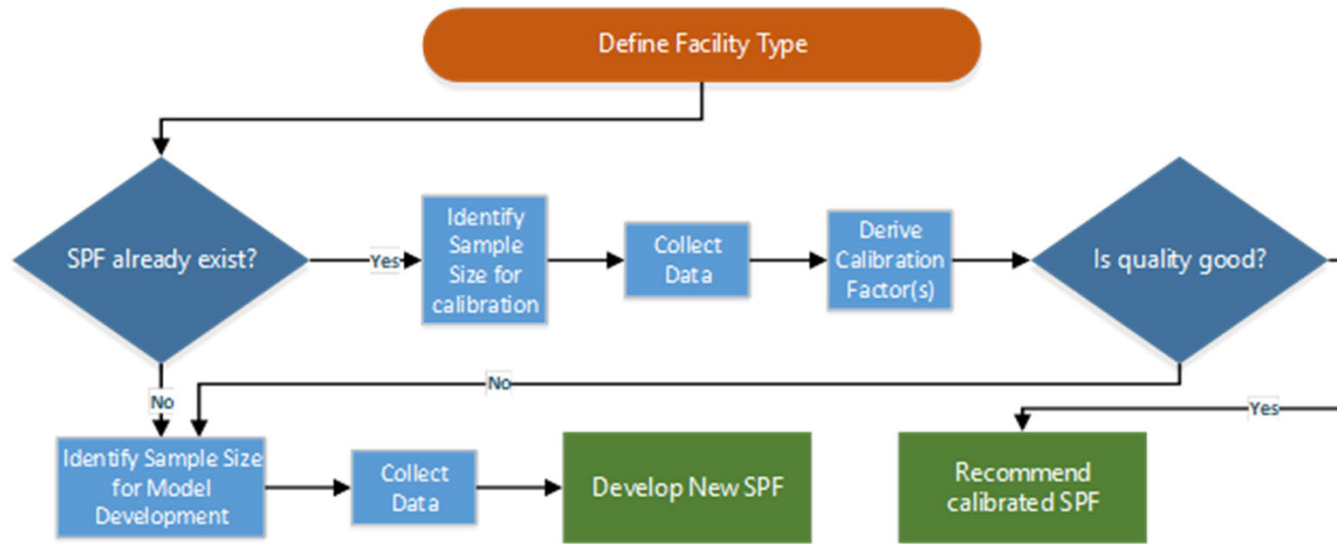 Define Facility Type
SPF already exist?
Yes
Identify
Sample
Size for
calibration
Collect
Data
Derive
Calibration
Factor(s)
Is quality good?
No
No
Yes
Identify Sample Size
for Model
Development
Collect
Data
Develop New SPF
Recommend
calibrated SPF